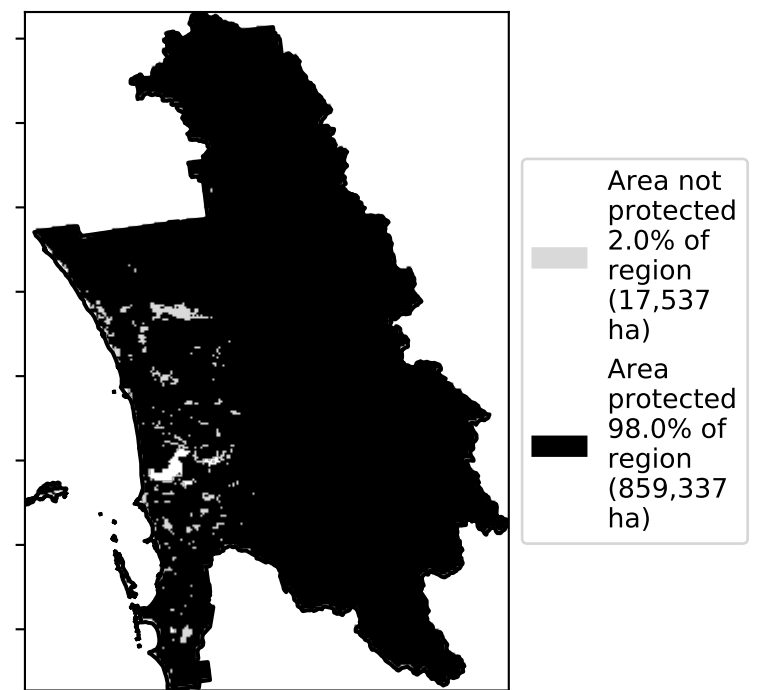 Area not
protected
2.0% of
region
(17,537
ha)
Area
protected
98.0% of
region
(859,337
ha)